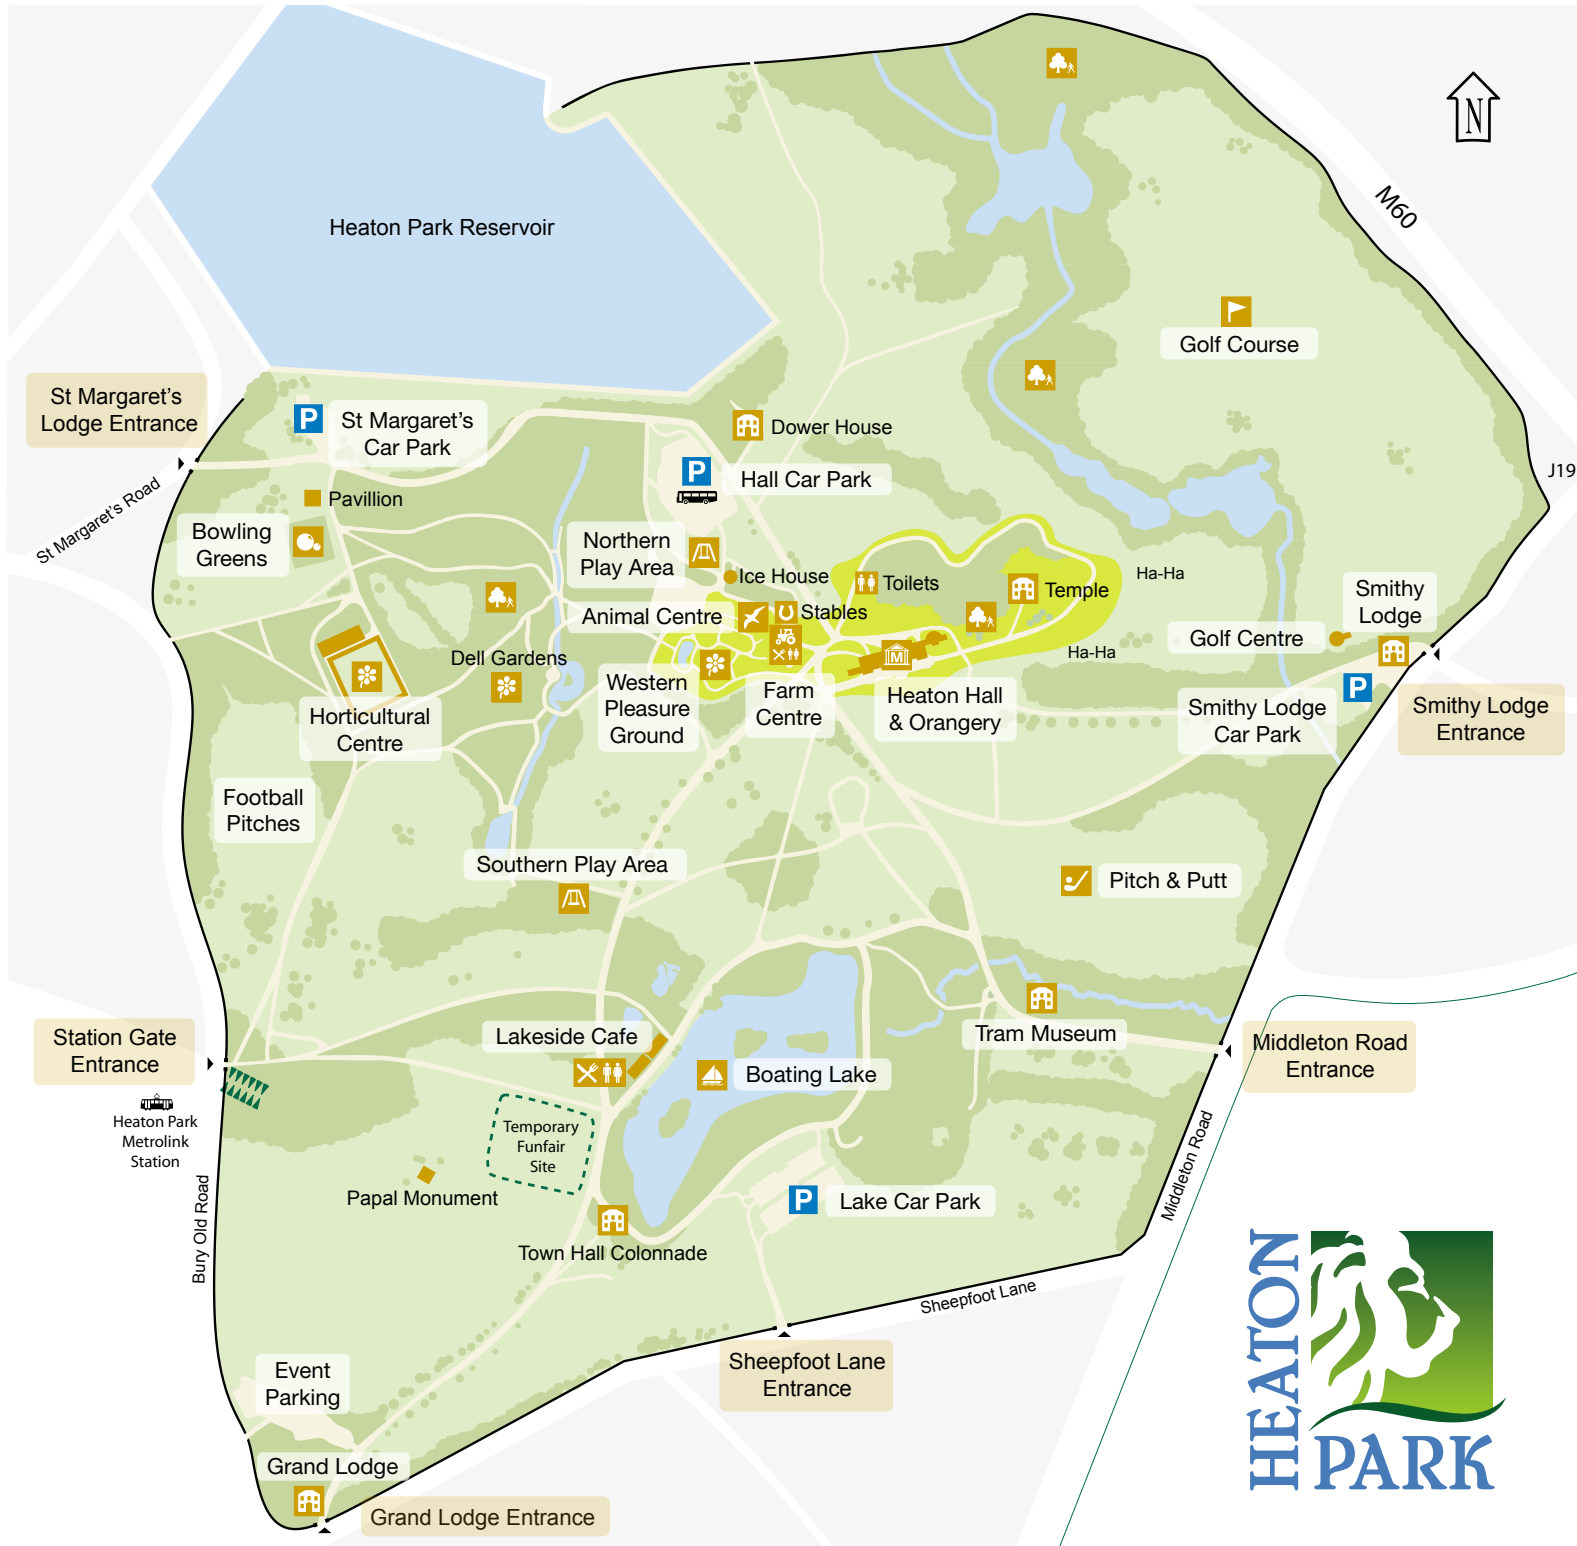 N
M60
Heaton Park Reservoir
Golf Course
St Margaret's
Lodge Entrance
P
St Margaret's
Car Park
Dower House
P
Hall Car Park
J19
St Margaret's Road
Pavillion
Bowling
Greens
Northern
Play Area
Ice House
Toilets
Temple
Ha-Ha
Smithy
Lodge
Animal Centre
Stables
Golf Centre
Ha-Ha
Dell Gardens
M
P
Western
Pleasure
Ground
Farm
Centre
Heaton Hall
& Orangery
Smithy Lodge
Car Park
Smithy Lodge
Entrance
Horticultural
Centre
Football
Pitches
Southern Play Area
Pitch & Putt
Station Gate
Entrance
Lakeside Cafe
Tram Museum
Middleton Road
Entrance
Boating Lake
Heaton Park
Metrolink
Station
Temporary
Funfair
Site
Middleton Road
Papal Monument
P
Lake Car Park
Bury Old Road
Town Hall Colonnade
Sheepfoot Lane
Sheepfoot Lane
Entrance
Event
Parking
Grand Lodge
Grand Lodge Entrance
HEATON
PARK